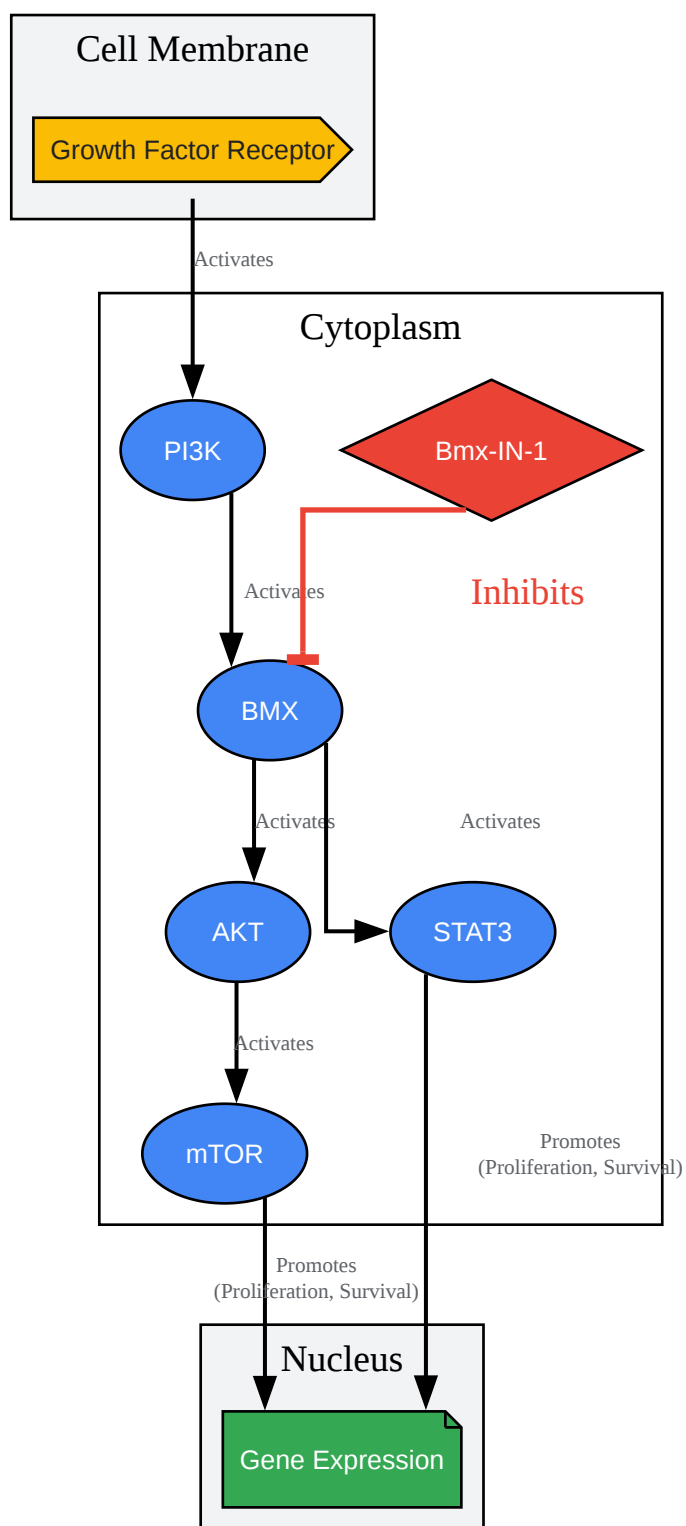 Cell Membrane
Growth Factor Receptor
Activates
Cytoplasm
PI3K
Bmx-IN-1
Activates
Inhibits
BMX
Activates
Activates
AKT
STAT3
Activates
mTOR
Promotes
(Proliferation, Survival)
Promotes
(Proliferation, Survival)
Nucleus
Gene Expression